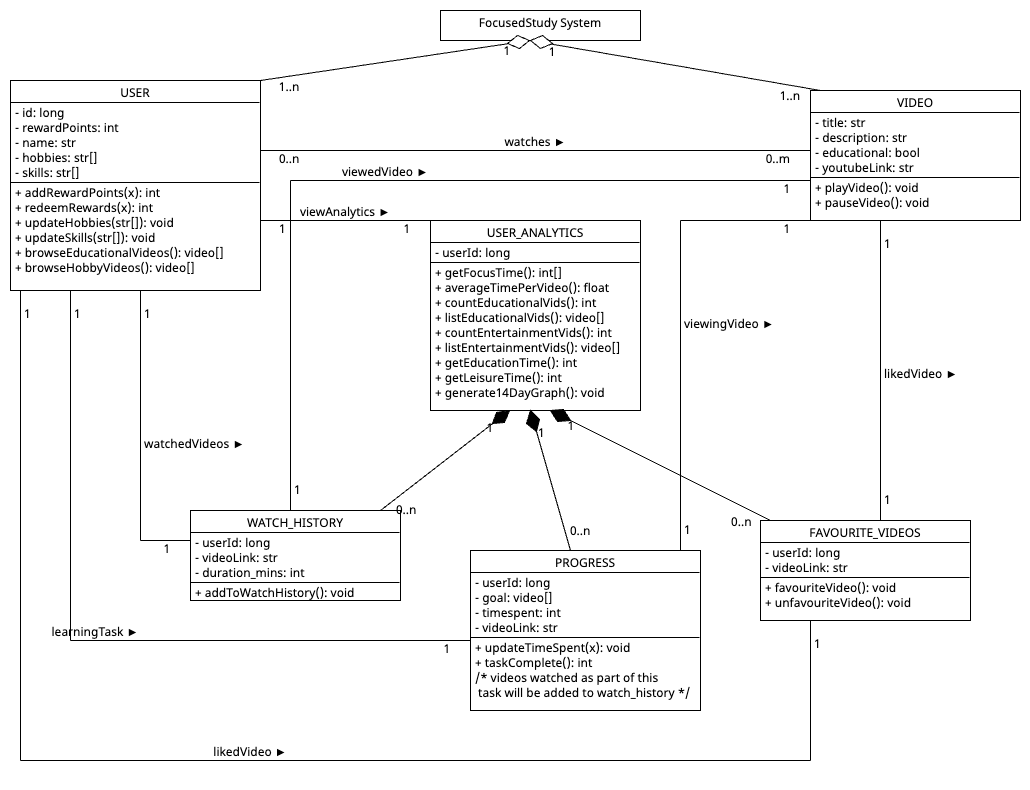 FocusedStudy System
1
1
1..n
1..n
USER
- id: long
- rewardPoints: int
- name: str
- hobbies: str[]
- skills: str[]
+ addRewardPoints(x): int
+ redeemRewards(x): int
+ updateHobbies(str[]): void
+ updateSkills(str[]): void
+ browseEducationalVideos): video[]
+ browseHobbyVideos(): video[]
VIDEO
- title: str
- description: str
- educational: bool
- youtubeLink: str
+ playVideo(): void
+ pauseVideo(): void
watches ►
0..n
0..m
viewedVideo ►
1
viewAnalytics ►
1
1
1
1
USER_ANALYTICS
- userId: long
+ getFocusTime(): int[]
+ averageTimePerVideo(): float
+ countEducationalVids(): int
+ listEducationalVids(): video[]
+ countEntertainmentVids(): int
+ listEntertainmentVids(): video[]
+ getEducationTime(): int
+ getLeisureTime(): int
+ generate14DayGraph(): void
1
1
1
viewingVideo ►
likedVideo ►
1
1
1
watchedVideos ►
1
0..n
0..n
0..n
1
1
1
WATCH_HISTORY
- userId: long
- videoLink: str
- duration_mins: int
+ addToWatchHistory(): void
PROGRESS
- userId: long
- goal: video[]
- timespent: int
- videoLink: str
+ updateTimeSpent(x): void
+ taskComplete(): int
/* videos watched as part of this
task will be added to watch_history */
FAVOURITE_VIDEOS
- userId: long
- videoLink: str
+ favouriteVideo(): void
+ unfavouriteVideo(): void
learningTask ►
1
1
likedVideo ►